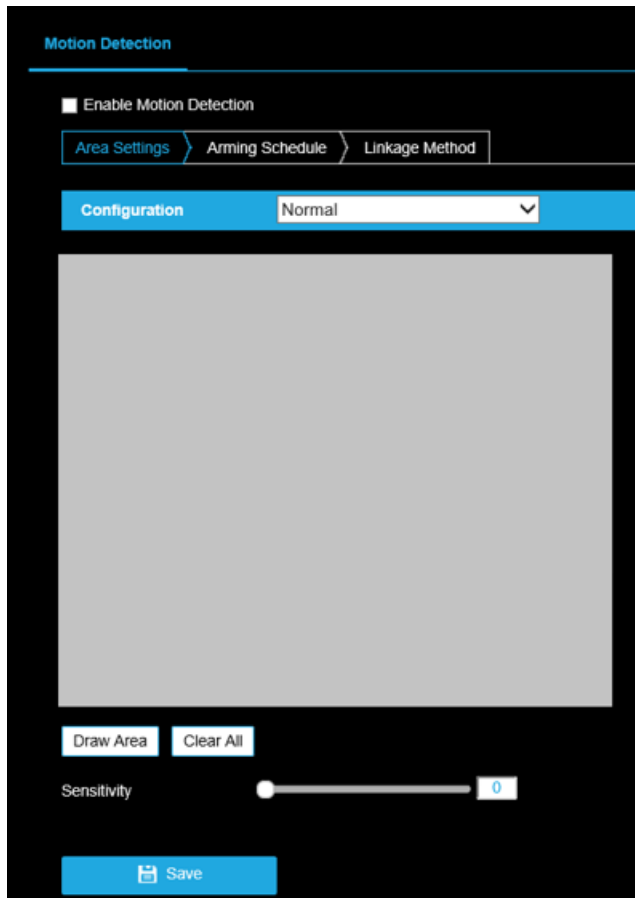 Motion Detection
Enable Motion Detection
Area Settings Arming Schedule Linkage Method
Configuration Normal
Draw Area Clear All
Sensitivity 0
Save